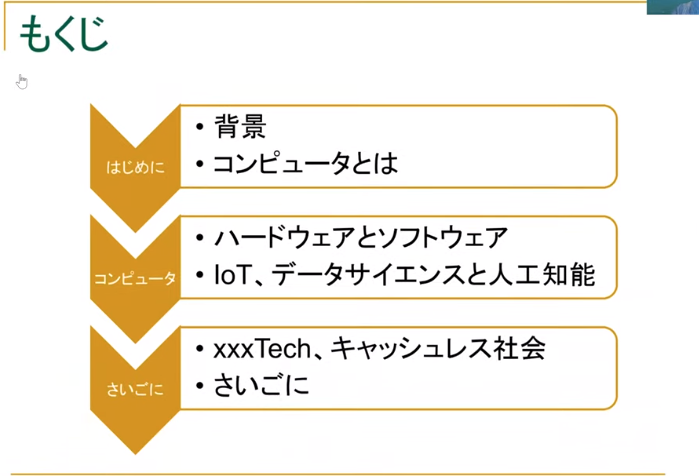 もくじ
はじめに
・背景
・コンピュータとは
コンピュータ
・ハードウェアとソフトウェア
・IoT、データサイエンスと人工知能
さいごに
・xxxTech、キャッシュレス社会
・さいごに